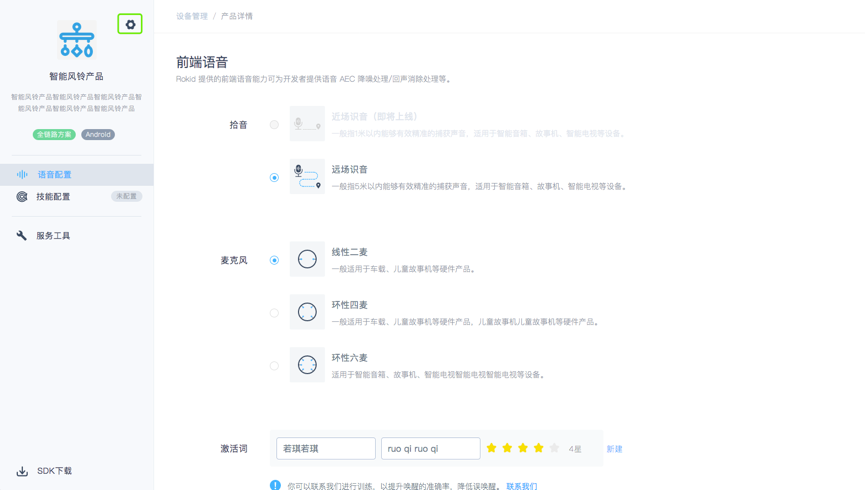 设备管理 / 产品详情
智能风铃产品
智能风铃产品智能风铃产品智能风铃产品智
能风铃产品智能风铃产品智能风铃产品
全链路方案 Android
语音配置
技能配置 未配置
服务工具
SDK下载
前端语音
Rokid 提供的前端语音能力可为开发者提供语音 AEC 降噪处理/回声消除处理等。
拾音
近场识音（即将上线）
一般指1米以内能够有效精准的捕获声音，适用于智能音箱、故事机、智能电视等设备。
远场识音
一般指5米以内能够有效精准的捕获声音，适用于智能音箱、故事机、智能电视等设备。
麦克风
线性二麦
一般适用于车载、儿童故事机等硬件产品。
环性四麦
一般适用于车载、儿童故事机等硬件产品，儿童故事机儿童故事机等硬件产品。
环性六麦
适用于智能音箱、故事机、智能电视智能电视智能电视等设备。
激活词 若琪若琪 ruo qi ruo qi 4星 新建
你可以联系我们进行训练，以提升唤醒的准确率，降低误唤醒。 联系我们